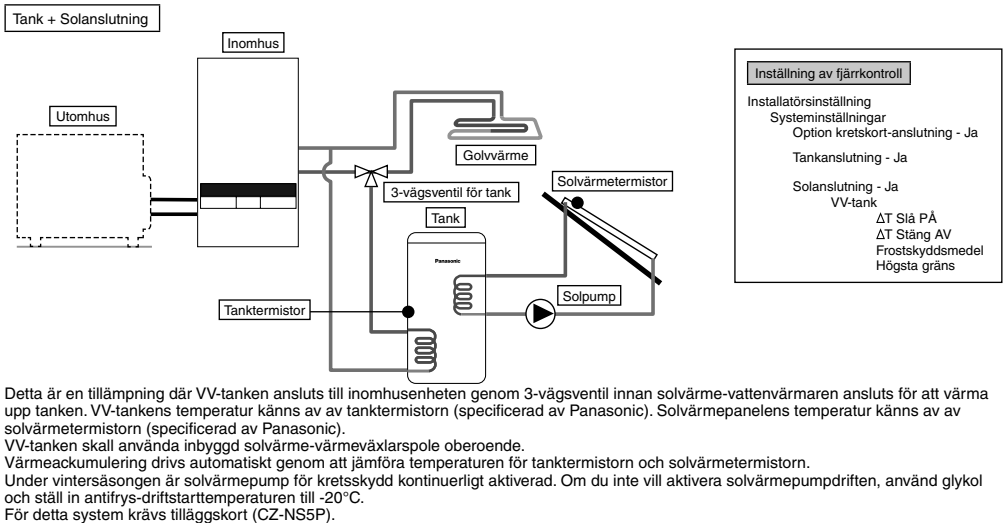 Tank + Solanslutning
Inomhus
Utomhus
Golvvärme
3-vägsventil för tank
Solvärmetermistor
Tank
Panasonic
Tanktermistor
Solpump
Inställning av fjärrkontroll
Installatörsinställning
Systeminställningar
Option kretskort-anslutning - Ja
Tankanslutning - Ja
Solanslutning - Ja
VV-tank
ΔT Slå PÅ
ΔT Stäng AV
Frostskyddsmedel
Högsta gräns
Detta är en tillämpning där VV-tanken ansluts till inomhusenheten genom 3-vägsventil innan solvärme-vattenvärmaren ansluts för att värma
upp tanken. VV-tankens temperatur känns av av tanktermistorn (specificerad av Panasonic). Solvärmepanelens temperatur känns av av
solvärmetermistorn (specificerad av Panasonic).
VV-tanken skall använda inbyggd solvärme-värmeväxlarspole oberoende.
Värmeackumulering drivs automatiskt genom att jämföra temperaturen för tanktermistorn och solvärmetermistorn.
Under vintersäsongen är solvärmepump för kretsskydd kontinuerligt aktiverad. Om du inte vill aktivera solvärmepumpdriften, använd glykol
och ställ in antifrys-driftstarttemperaturen till -20°C.
För detta system krävs tilläggskort (CZ-NS5P).